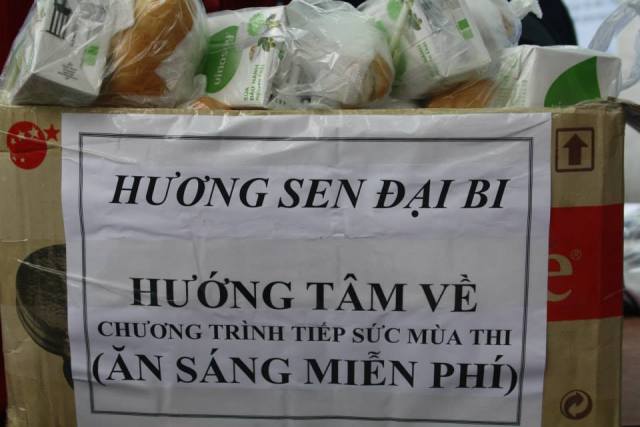 HƯƠNG SEN ĐẠI BI
HƯỚNG TÂM VỀ
CHƯƠNG TRÌNH TIẾP SỨC MÙA THI
(ĂN SÁNG MIỄN PHÍ)